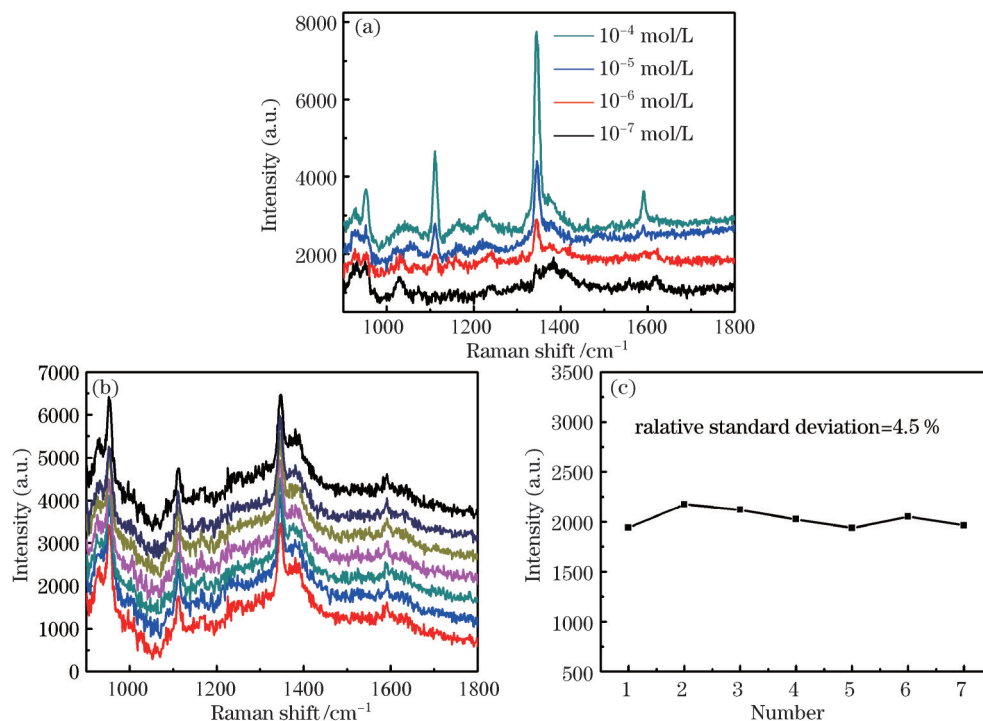 (a)
10⁻⁴ mol/L
10⁻⁵ mol/L
10⁻⁶ mol/L
10⁻⁷ mol/L
8000
6000
4000
2000
Intensity (a.u.)
1000 1200 1400 1600 1800
Raman shift /cm⁻¹
(b)
7000
6000
5000
4000
3000
2000
1000
0
Intensity (a.u.)
1000 1200 1400 1600 1800
Raman shift /cm⁻¹
(c)
ralative standard deviation=4.5 %
3500
3000
2500
2000
1500
1000
500
Intensity (a.u.)
1 2 3 4 5 6 7
Number